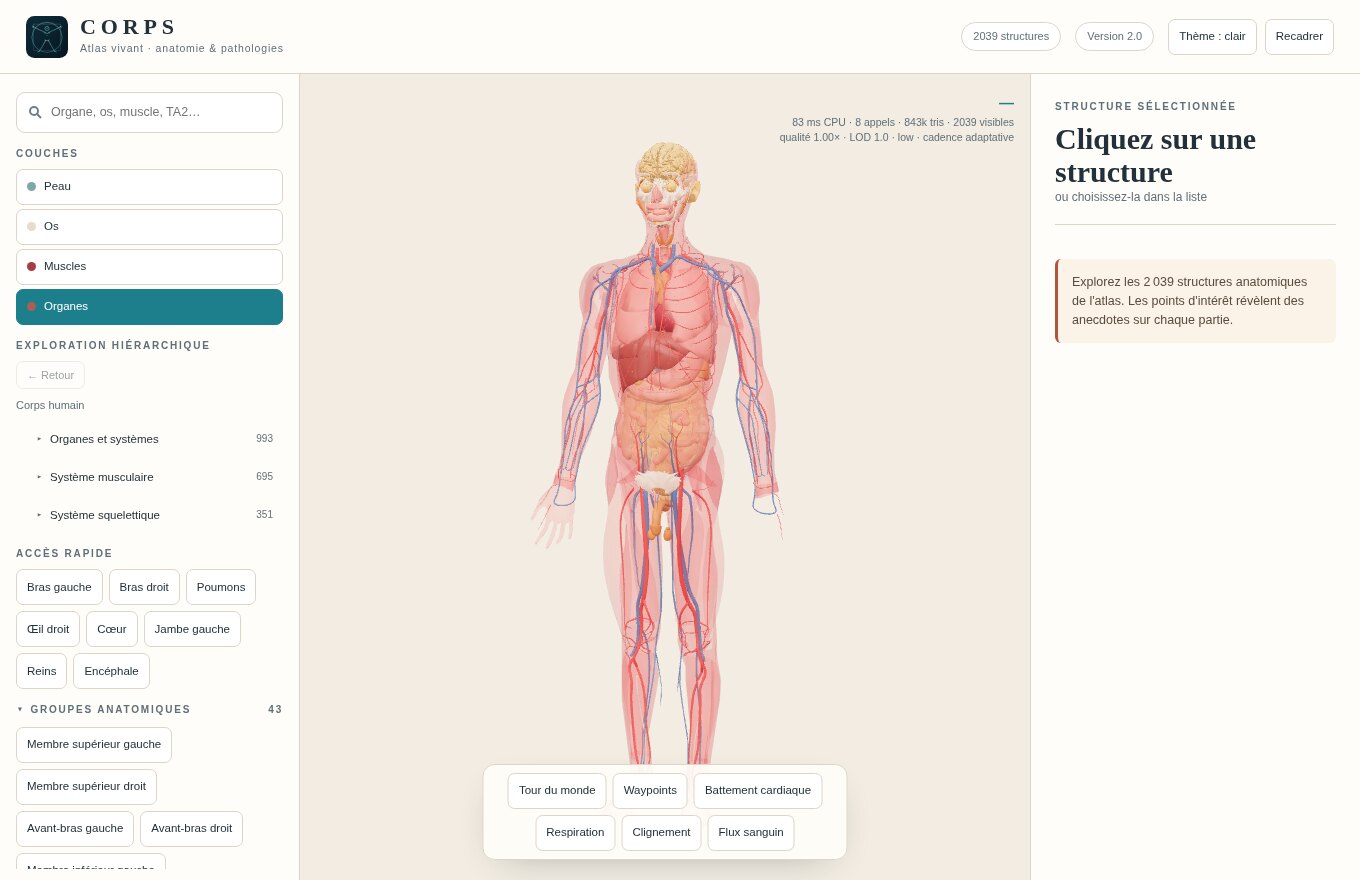 CORPS
Atlas vivant · anatomie & pathologies
2039 structures
Version 2.0
Thème : clair
Recadrer
Organe, os, muscle, TA2…
COUCHES
Peau
Os
Muscles
Organes
EXPLORATION HIÉRARCHIQUE
← Retour
Corps humain
▸ Organes et systèmes 993
▸ Système musculaire 695
▸ Système squelettique 351
ACCÈS RAPIDE
Bras gauche
Bras droit
Poumons
Œil droit
Cœur
Jambe gauche
Reins
Encéphale
▼ GROUPES ANATOMIQUES 43
Membre supérieur gauche
Membre supérieur droit
Avant-bras gauche
Avant-bras droit
Membre inférieur gauche
—
83 ms CPU · 8 appels · 843k tris · 2039 visibles
qualité 1.00× · LOD 1.0 · low · cadence adaptative
Tour du monde
Waypoints
Battement cardiaque
Respiration
Clignement
Flux sanguin
STRUCTURE SÉLECTIONNÉE
Cliquez sur une
structure
ou choisissez-la dans la liste
Explorez les 2 039 structures anatomiques
de l'atlas. Les points d'intérêt révèlent des
anecdotes sur chaque partie.